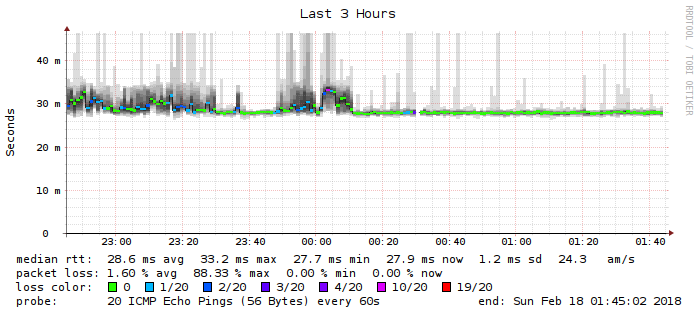 Last 3 Hours
RRDTOOL / TOBI OETIKER
Seconds
40 m
30 m
20 m
10 m
0
23:00 23:20 23:40 00:00 00:20 00:40 01:00 01:20 01:40
median rtt: 28.6 ms avg 33.2 ms max 27.7 ms min 27.9 ms now 1.2 ms sd 24.3 am/s
packet loss: 1.60 % avg 88.33 % max 0.00 % min 0.00 % now
loss color: 0 1/20 2/20 3/20 4/20 10/20 19/20
probe: 20 ICMP Echo Pings (56 Bytes) every 60s end: Sun Feb 18 01:45:02 2018